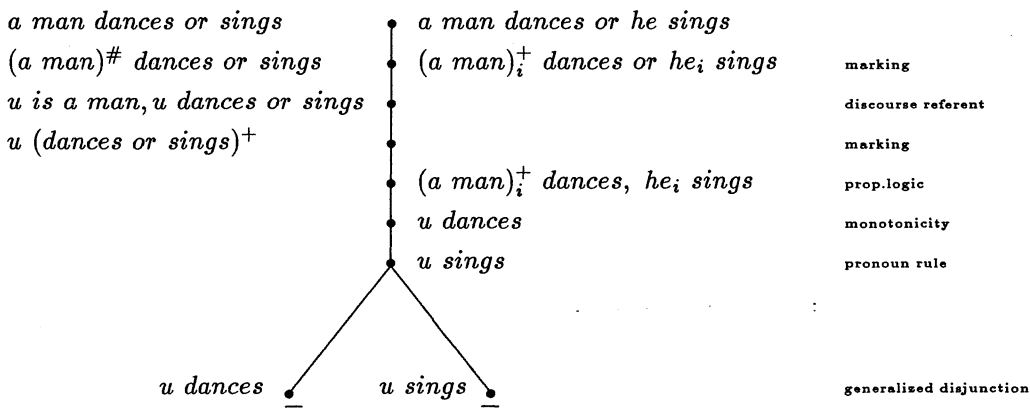 a man dances or sings a man dances or he sings
(a man)# dances or sings (a man)+i dances or hei sings marking
u is a man, u dances or sings discourse referent
u (dances or sings)+ marking
(a man)+i dances, hei sings prop.logic
u dances monotonicity
u sings pronoun rule
u dances u sings generalized disjunction